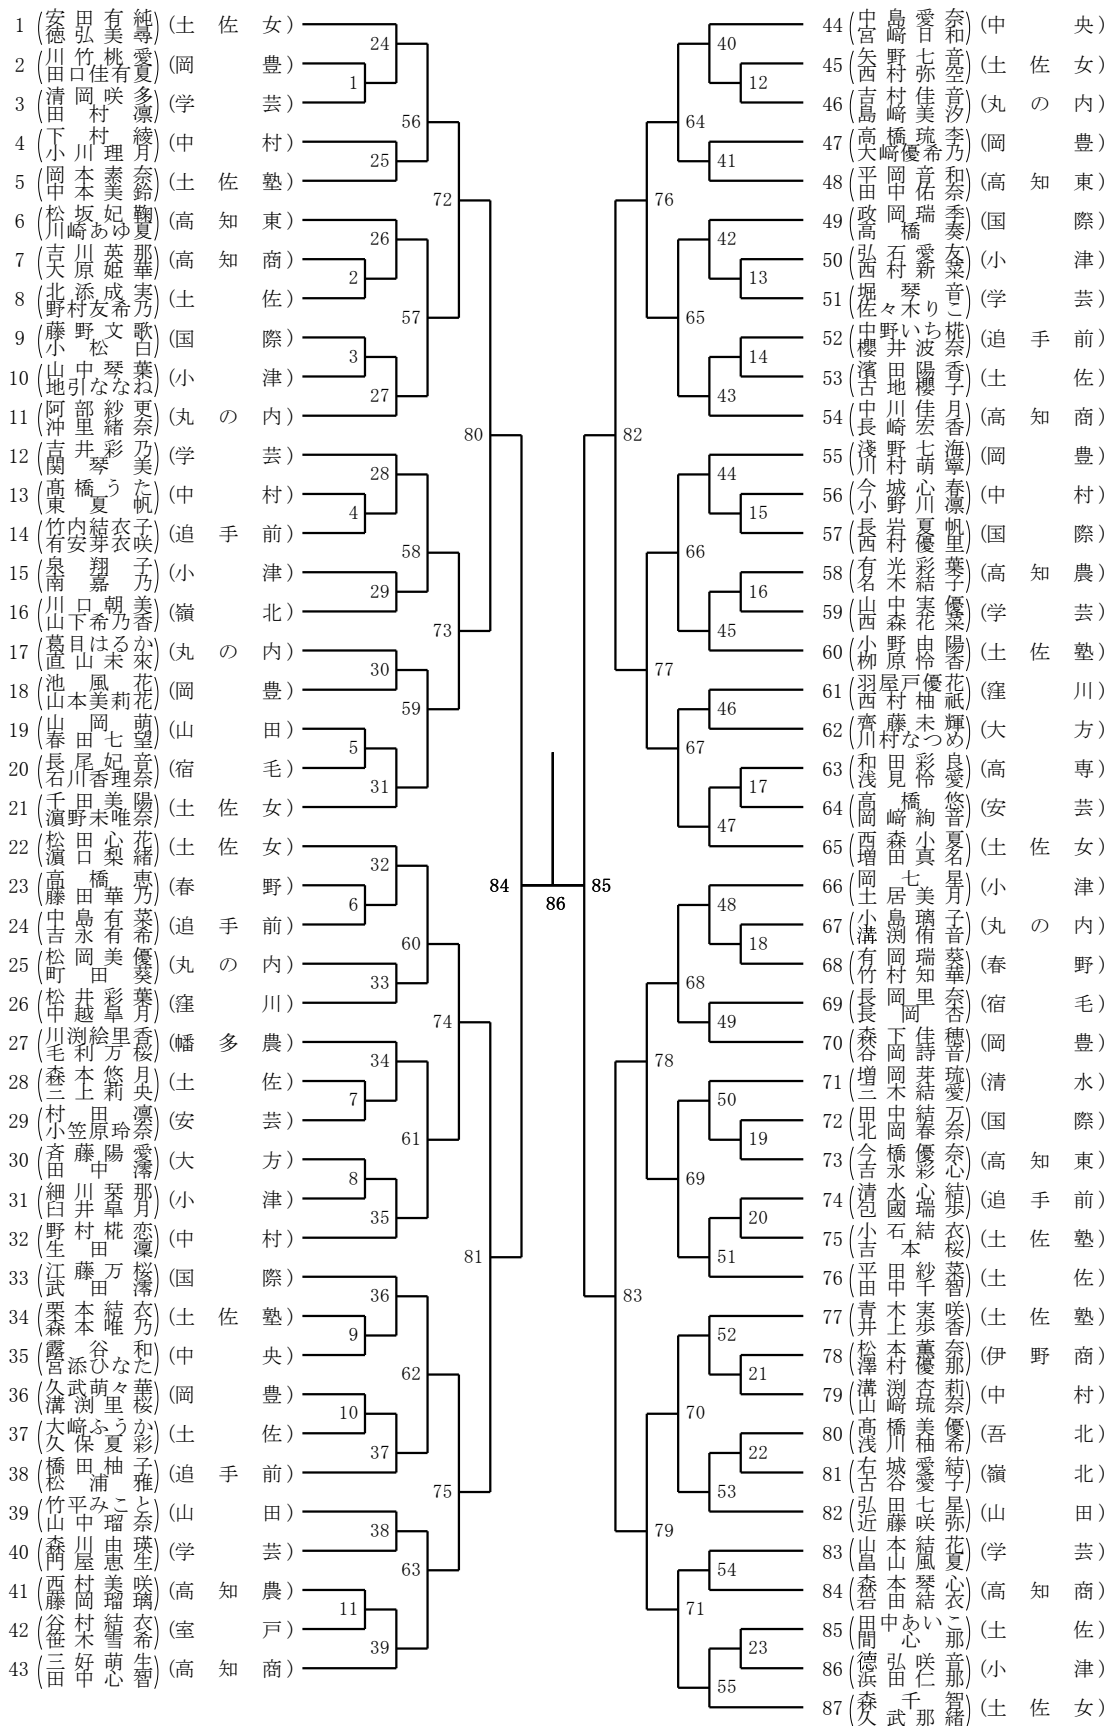 1 (安田有純 徳弘美尋) (土佐女)
2 (川竹桃愛 田口佳有夏) (岡豊)
3 (清岡咲多 田村凛) (学芸)
4 (下村綾 小川理月) (中村)
5 (岡本素奈 中本美鈴) (土佐塾)
6 (松坂妃鞠 川崎あゆ夏) (高知東)
7 (吉川英那 大原姫華) (高知商)
8 (北添成実 野村友希乃) (土佐)
9 (藤野文歌 小松白) (国際)
10 (山中琴葉 地引ななね) (小津)
11 (阿部紗更 沖里緒奈) (丸の内)
12 (吉井彩乃 関琴美) (学芸)
13 (髙橋うた 東夏帆) (中村)
14 (竹内結衣子 有安芽衣咲) (追手前)
15 (泉翔子 南嘉乃) (小津)
16 (川口朝美 山下希乃香) (嶺北)
17 (葛目はるか 直山未來) (丸の内)
18 (池風花 山本美莉花) (岡豊)
19 (山岡萌 春田七望) (山田)
20 (長尾妃音 石川香理奈) (宿毛)
21 (千田美陽 濵野未唯奈) (土佐女)
22 (松田心花 濵口梨緒) (土佐女)
23 (高橋恵 藤田華乃) (春野)
24 (中島有菜 吉永有希) (追手前)
25 (松岡美優 町田葵) (丸の内)
26 (松井彩葉 中越皐月) (窪川)
27 (川渕絵里香 毛利万桜) (幡多農)
28 (森本悠月 三上莉央) (土佐)
29 (村田凛 小笠原玲奈) (安芸)
30 (斉藤陽愛 田中澪) (大方)
31 (細川栞那 臼井皐月) (小津)
32 (野村椛恋 生田凜) (中村)
33 (江藤万桜 武田澪) (国際)
34 (栗本結衣 森本唯乃) (土佐塾)
35 (露谷和 宮添ひなた) (中央)
36 (久武萌々華 溝渕里桜) (岡豊)
37 (大﨑ふうか 久保夏彩) (土佐)
38 (橋田柚子 松浦雅) (追手前)
39 (竹平みこと 山中瑠奈) (山田)
40 (森川由瑛 門屋恵生) (学芸)
41 (西村美咲 藤岡瑠璃) (高知農)
42 (谷村結衣 笹木雪希) (室戸)
43 (三好萌生 田中心智) (高知商)
24
1
56
25
72
26
2
57
3
27
80
28
4
58
29
73
30
59
5
31
32
6
60
33
74
34
7
61
8
35
81
36
9
62
10
37
75
38
63
11
39
84
86
85
40
12
64
41
76
42
13
65
14
43
82
44
15
66
16
45
77
46
67
17
47
48
18
68
49
78
50
19
69
20
51
83
52
21
70
22
53
79
54
71
23
55
44 (中島愛奈 宮﨑日和) (中央)
45 (矢野七音 西村弥空) (土佐女)
46 (吉村佳音 島﨑美汐) (丸の内)
47 (高橋琉李 大﨑優希乃) (岡豊)
48 (平岡音和 田中佑奈) (高知東)
49 (政岡瑞季 高橋奏) (国際)
50 (弘石愛友 西村新菜) (小津)
51 (堀琴音 佐々木りこ) (学芸)
52 (中野いち椛 櫻井波奈) (追手前)
53 (濱田陽香 古地櫻子) (土佐)
54 (中川佳月 長崎宏香) (高知商)
55 (淺野七海 川村萌寧) (岡豊)
56 (今城心春 小野川凛) (中村)
57 (長岩夏帆 西村優里) (国際)
58 (有光彩葉 名木結子) (高知農)
59 (山中実優 西森花菜) (学芸)
60 (小野由陽 栁原怜香) (土佐塾)
61 (羽屋戸優花 西村柚祇) (窪川)
62 (齊藤未輝 川村なつめ) (大方)
63 (和田彩良 浅見怜愛) (高専)
64 (高橋悠 岡﨑絢音) (安芸)
65 (西森小夏 増田真名) (土佐女)
66 (岡七星 土居美月) (小津)
67 (小島璃子 溝渕侑音) (丸の内)
68 (有岡瑞葵 竹村知華) (春野)
69 (長岡里奈 長岡杏) (宿毛)
70 (森下佳穂 谷岡詩音) (岡豊)
71 (増岡芽琉 三木結愛) (清水)
72 (田中結万 北岡春奈) (国際)
73 (今橋優奈 吉永彩心) (高知東)
74 (清水心結 包國瑞歩) (追手前)
75 (小石結衣 吉本桜) (土佐塾)
76 (平田紗菜 田中千智) (土佐)
77 (青木実咲 井上歩香) (土佐塾)
78 (松本薫奈 澤村優那) (伊野商)
79 (溝渕杏莉 山﨑琉奈) (中村)
80 (髙橋美優 浅川柚希) (吾北)
81 (右城愛結 古谷愛子) (嶺北)
82 (弘田七星 近藤咲弥) (山田)
83 (山本結花 畠山風夏) (学芸)
84 (森本琴心 岩田結衣) (高知商)
85 (田中あいこ 間心那) (土佐)
86 (徳弘咲音 浜田仁那) (小津)
87 (森千智 久武那緒) (土佐女)